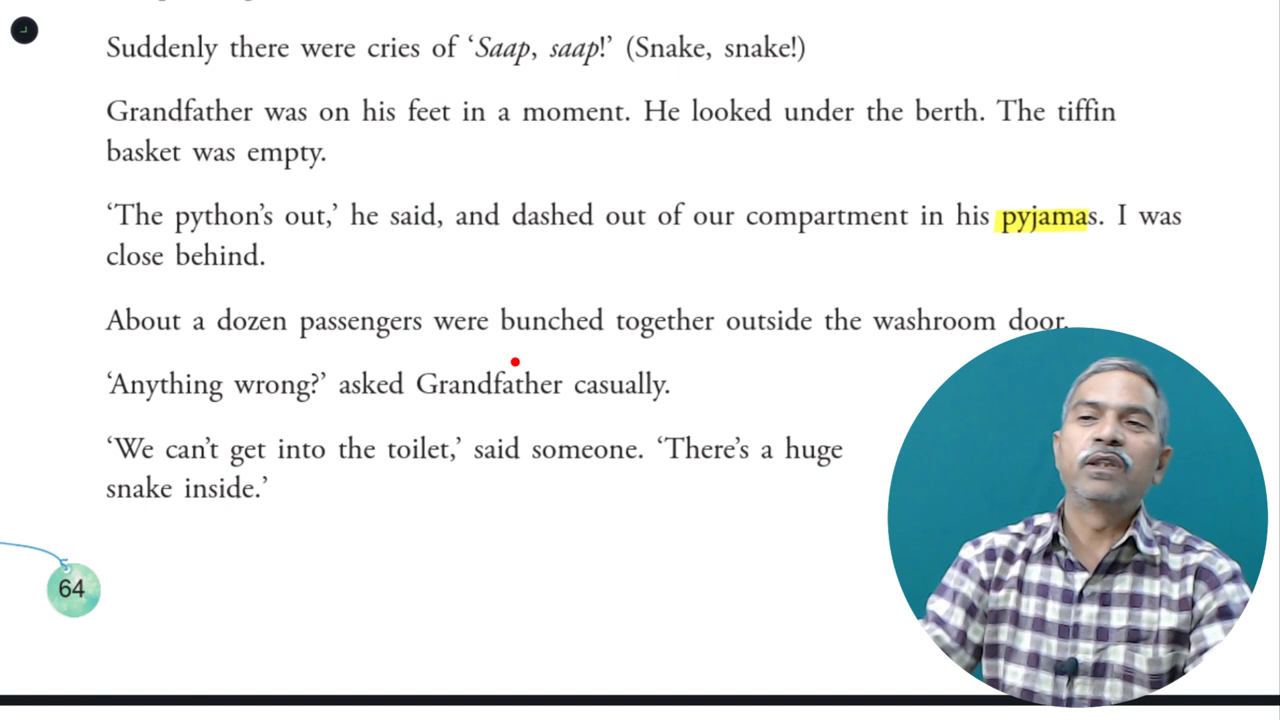 Suddenly there were cries of ‘Saap, saap!’ (Snake, snake!)
Grandfather was on his feet in a moment. He looked under the berth. The tiffin
basket was empty.
‘The python’s out,’ he said, and dashed out of our compartment in his pyjamas. I was
close behind.
About a dozen passengers were bunched together outside the washroom door.
‘Anything wrong?’ asked Grandfather casually.
‘We can’t get into the toilet,’ said someone. ‘There’s a huge
snake inside.’
64